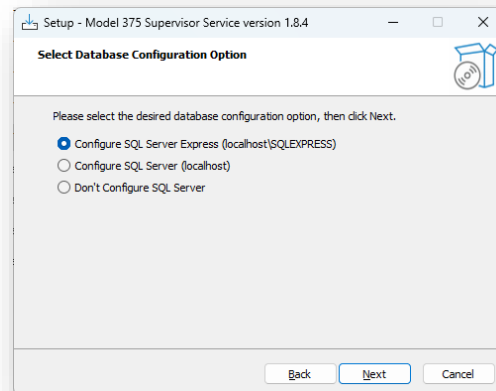 Setup - Model 375 Supervisor Service version 1.8.4
Select Database Configuration Option
Please select the desired database configuration option, then click Next.
Configure SQL Server Express (localhost\SQLEXPRESS)
Configure SQL Server (localhost)
Don't Configure SQL Server
Back Next Cancel